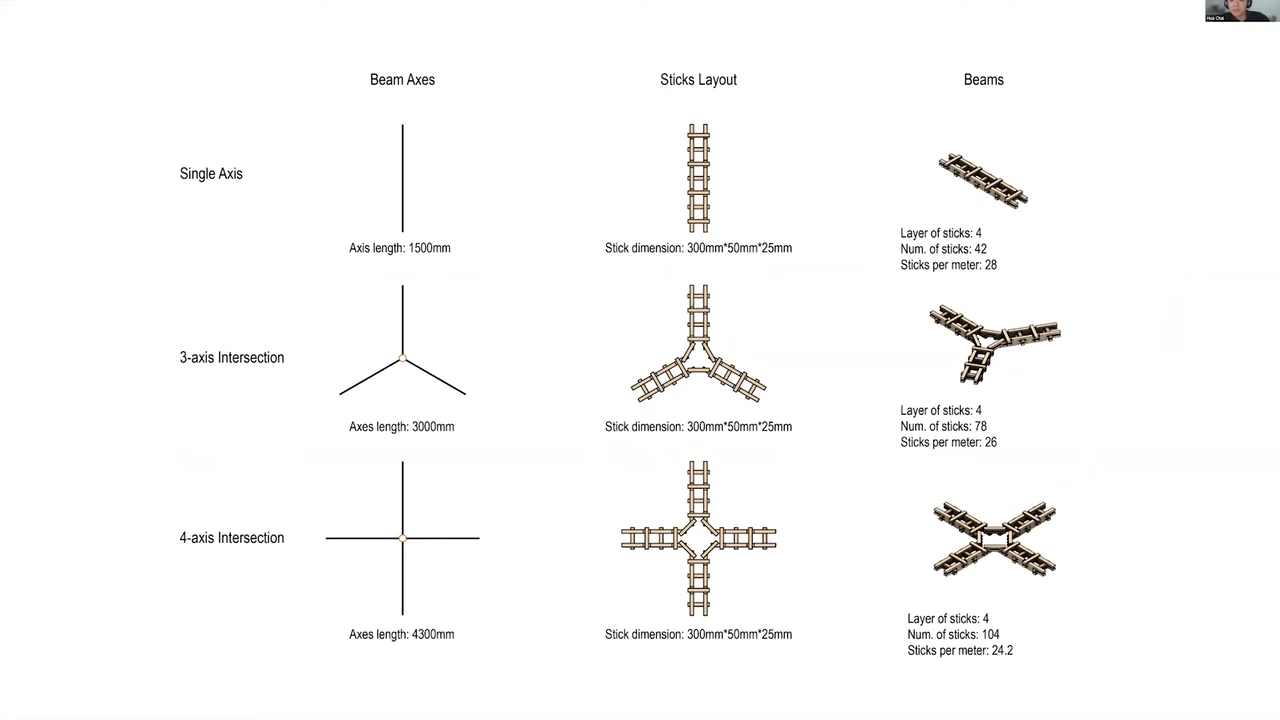 Hua Chai
Beam Axes
Sticks Layout
Beams
Single Axis
Axis length: 1500mm
Stick dimension: 300mm*50mm*25mm
Layer of sticks: 4
Num. of sticks: 42
Sticks per meter: 28
3-axis Intersection
Axes length: 3000mm
Stick dimension: 300mm*50mm*25mm
Layer of sticks: 4
Num. of sticks: 78
Sticks per meter: 26
4-axis Intersection
Axes length: 4300mm
Stick dimension: 300mm*50mm*25mm
Layer of sticks: 4
Num. of sticks: 104
Sticks per meter: 24.2